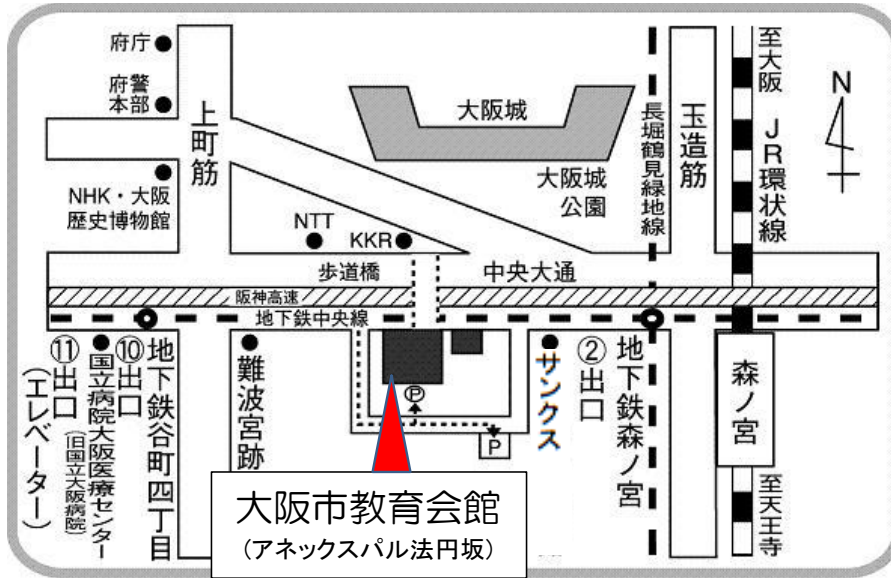 府庁
府警
本部
上町筋
NHK・大阪
歴史博物館
NTT
KKR
大阪城
大阪城
公園
長堀鶴見緑地線
玉造筋
至大阪
JR環状線
N
歩道橋
中央大通
阪神高速
地下鉄中央線
⑪出口
(エレベーター)
国立病院大阪医療センター
(旧国立大阪病院)
⑩出口
地下鉄谷町四丁目
難波宮跡
P
P
サンクス
②出口
地下鉄森ノ宮
森ノ宮
至天王寺
大阪市教育会館
(アネックスパル法円坂)